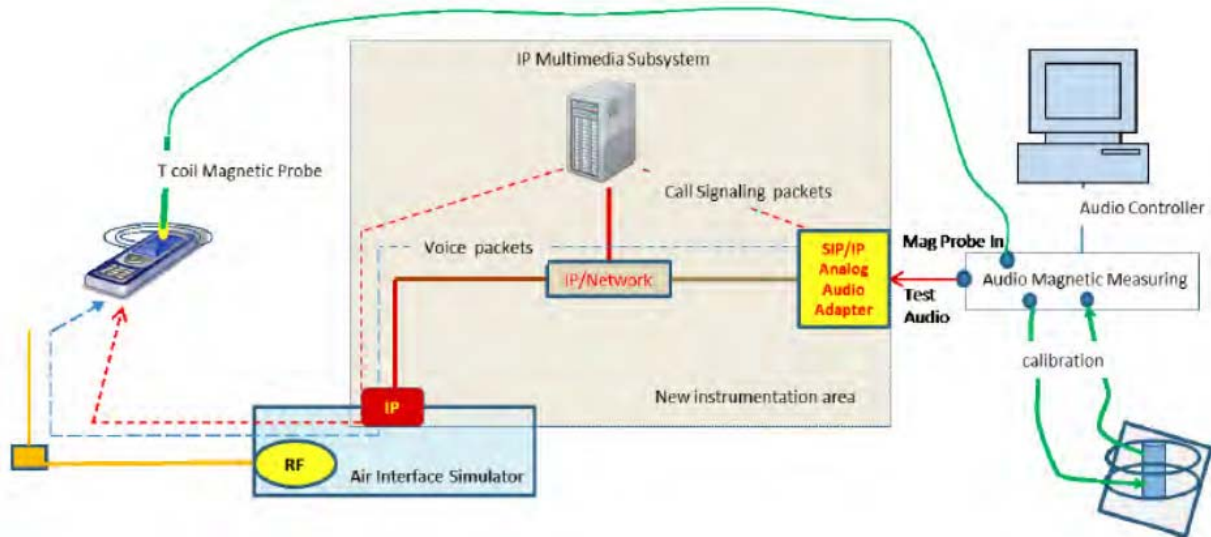 IP Multimedia Subsystem
T coil Magnetic Probe
Call Signaling packets
Audio Controller
Voice packets
Mag Probe In
SIP/IP
Analog
Audio
Adapter
IP/Network
Audio Magnetic Measuring
Test
Audio
calibration
IP
New instrumentation area
RF
Air Interface Simulator